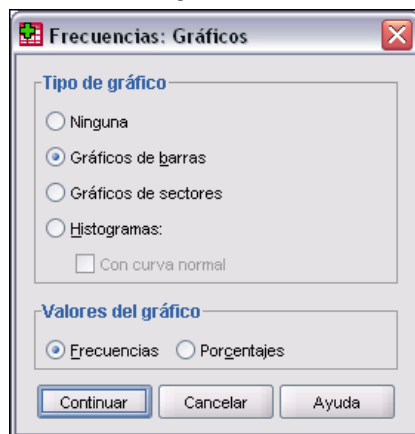 Frecuencias: Gráficos
Tipo de gráfico
Ninguna
Gráficos de barras
Gráficos de sectores
Histogramas:
Con curva normal
Valores del gráfico
Frecuencias Porcentajes
Continuar Cancelar Ayuda